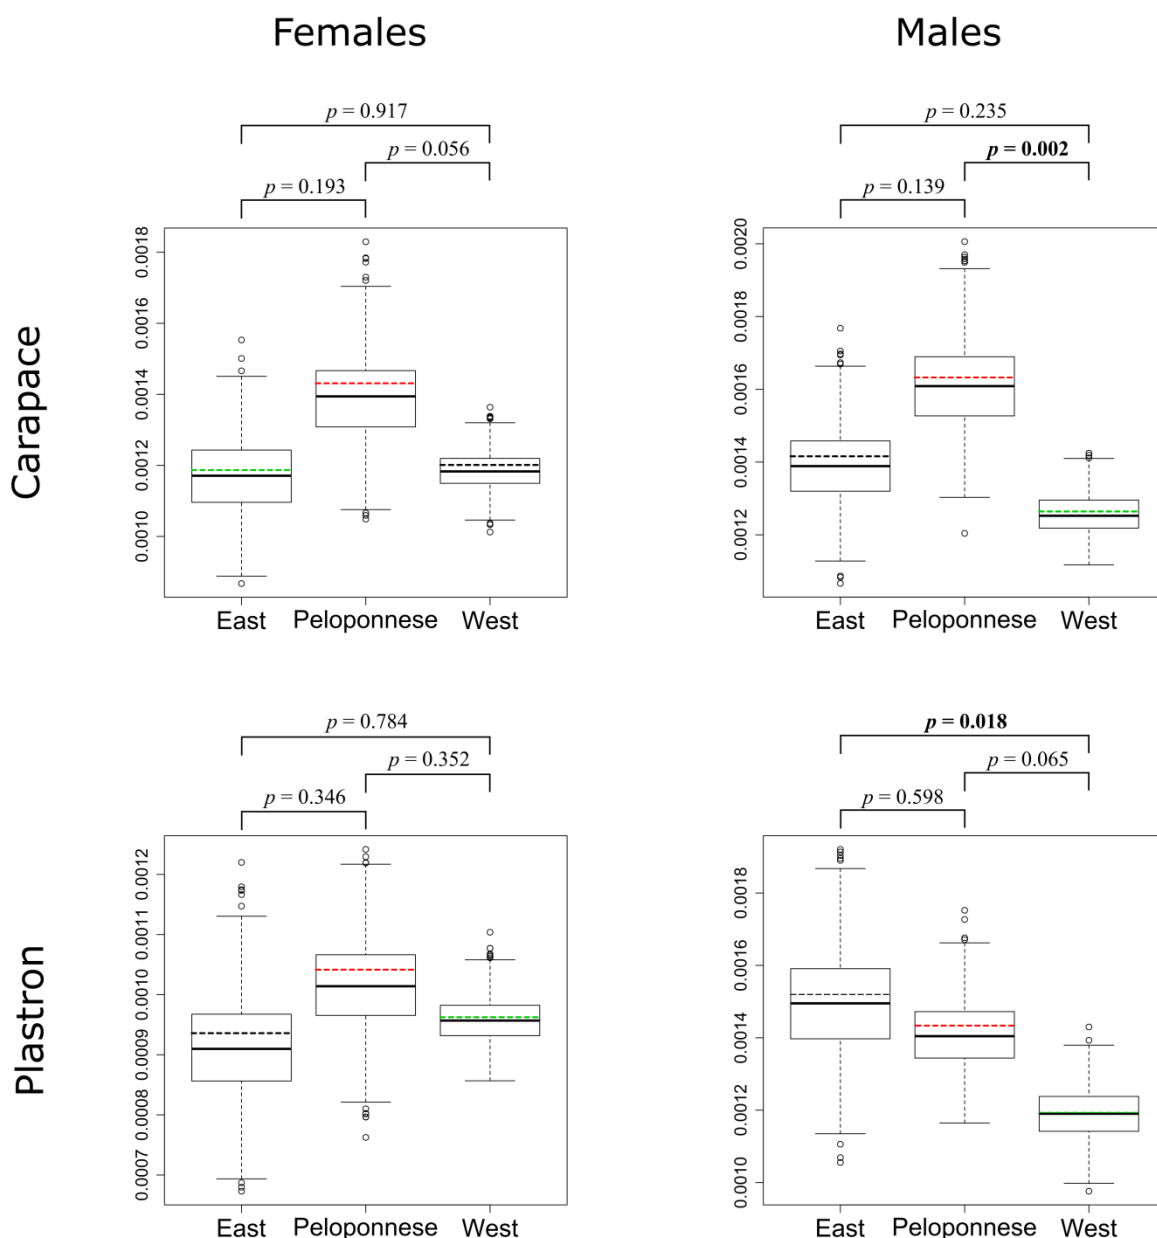 Females
Males
Carapace
p = 0.917
p = 0.056
p = 0.193
0.0018
0.0016
0.0014
0.0012
0.0010
East Peloponnese West
p = 0.235
p = 0.002
p = 0.139
0.0020
0.0018
0.0016
0.0014
0.0012
East Peloponnese West
Plastron
p = 0.784
p = 0.352
p = 0.346
0.0012
0.0011
0.0010
0.0009
0.0008
0.0007
East Peloponnese West
p = 0.018
p = 0.065
p = 0.598
0.0018
0.0016
0.0014
0.0012
0.0010
East Peloponnese West